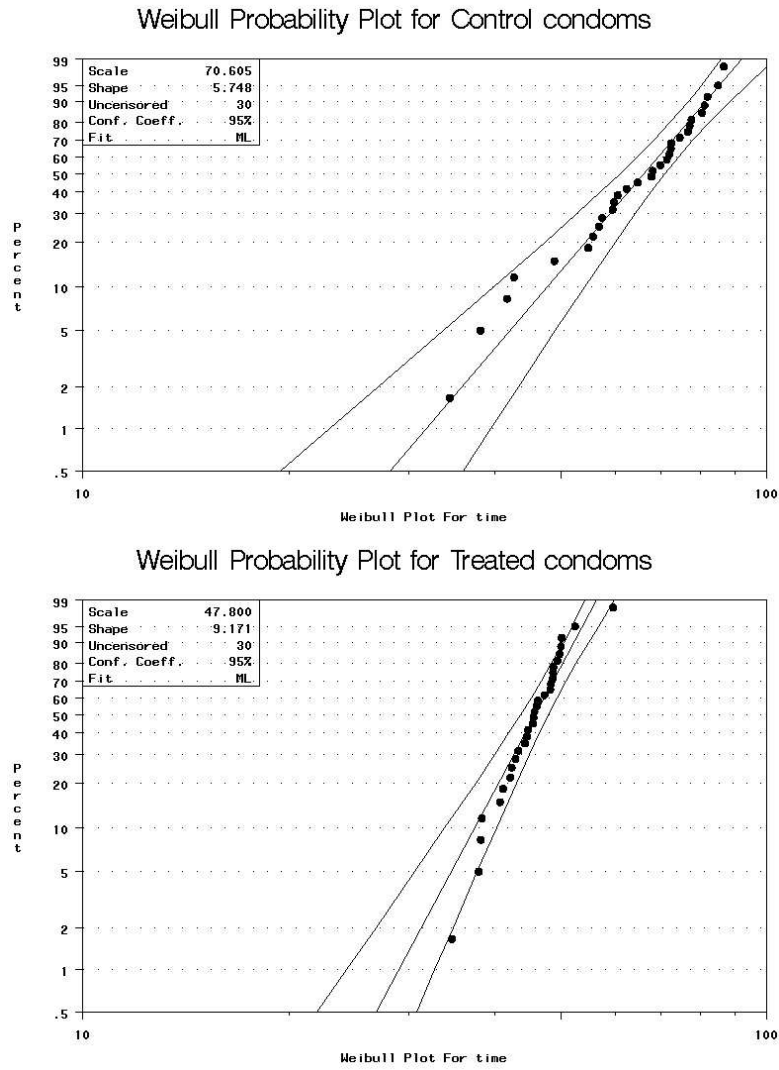 Weibull Probability Plot for Control condoms
Scale 70.605
Shape 5.748
Uncensored 30
Conf. Coeff. 95%
Fit ML
99
95
90
80
70
60
50
40
30
20
10
5
2
1
.5
Percent
10
100
Weibull Plot For time
Weibull Probability Plot for Treated condoms
Scale 47.800
Shape 9.171
Uncensored 30
Conf. Coeff. 95%
Fit ML
99
95
90
80
70
60
50
40
30
20
10
5
2
1
.5
Percent
10
100
Weibull Plot For time